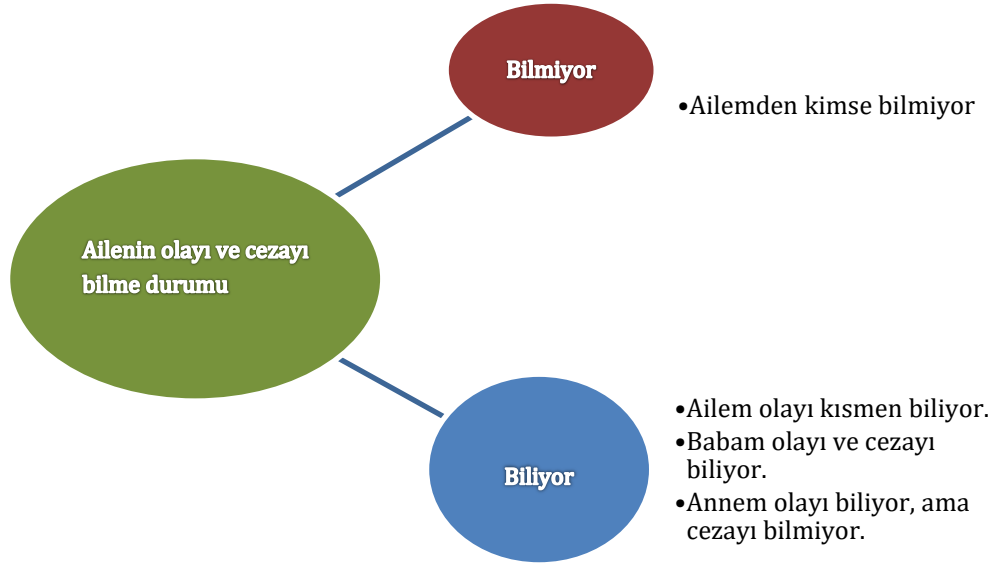 Bilmiyor
•Ailemden kimse bilmiyor
Ailenin olayı ve cezayı
bilme durumu
Biliyor
•Ailem olayı kısmen biliyor.
•Babam olayı ve cezayı
biliyor.
•Annem olayı biliyor, ama
cezayı bilmiyor.